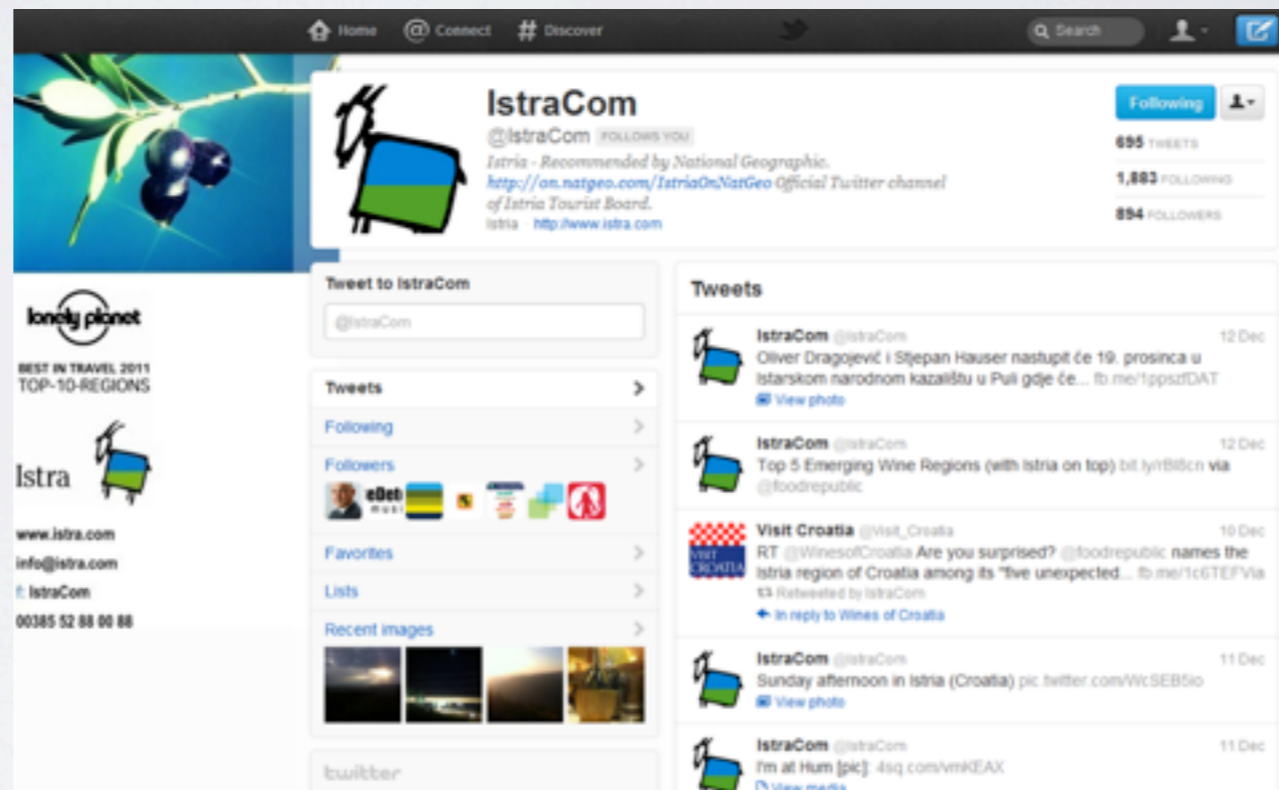 Home
Connect
Discover
Search
IstraCom
@IstraCom FOLLOWS YOU
Istria - Recommended by National Geographic.
http://on.natgeo.com/IstriaOnNatGeo Official Twitter channel
of Istria Tourist Board.
Istria · http://www.istra.com
Following
695 TWEETS
1,883 FOLLOWING
894 FOLLOWERS
lonely planet
BEST IN TRAVEL 2011
TOP-10-REGIONS
Istra
www.istra.com
info@istra.com
f: IstraCom
00385 52 88 00 88
Tweet to IstraCom
@IstraCom
Tweets
Following
Followers
Favorites
Lists
Recent images
twitter
Tweets
IstraCom @IstraCom 12 Dec
Oliver Dragojević i Stjepan Hauser nastupit će 19. prosinca u
Istarskom narodnom kazalištu u Puli gdje će... fb.me/1ppszfDAT
View photo
IstraCom @IstraCom 12 Dec
Top 5 Emerging Wine Regions (with Istria on top) via
@foodrepublic
VISIT
CROATIA
Visit Croatia @Visit_Croatia 10 Dec
RT @WinesofCroatia Are you surprised? @foodrepublic names the
Istria region of Croatia among its "five unexpected... fb.me/1c6TEFVia
Retweeted by IstraCom
In reply to Wines of Croatia
IstraCom @IstraCom 11 Dec
Sunday afternoon in Istria (Croatia) pic.twitter.com/WcSEB5io
View photo
IstraCom @IstraCom 11 Dec
I'm at Hum [pic]: 4sq.com/vmKEAX
View media